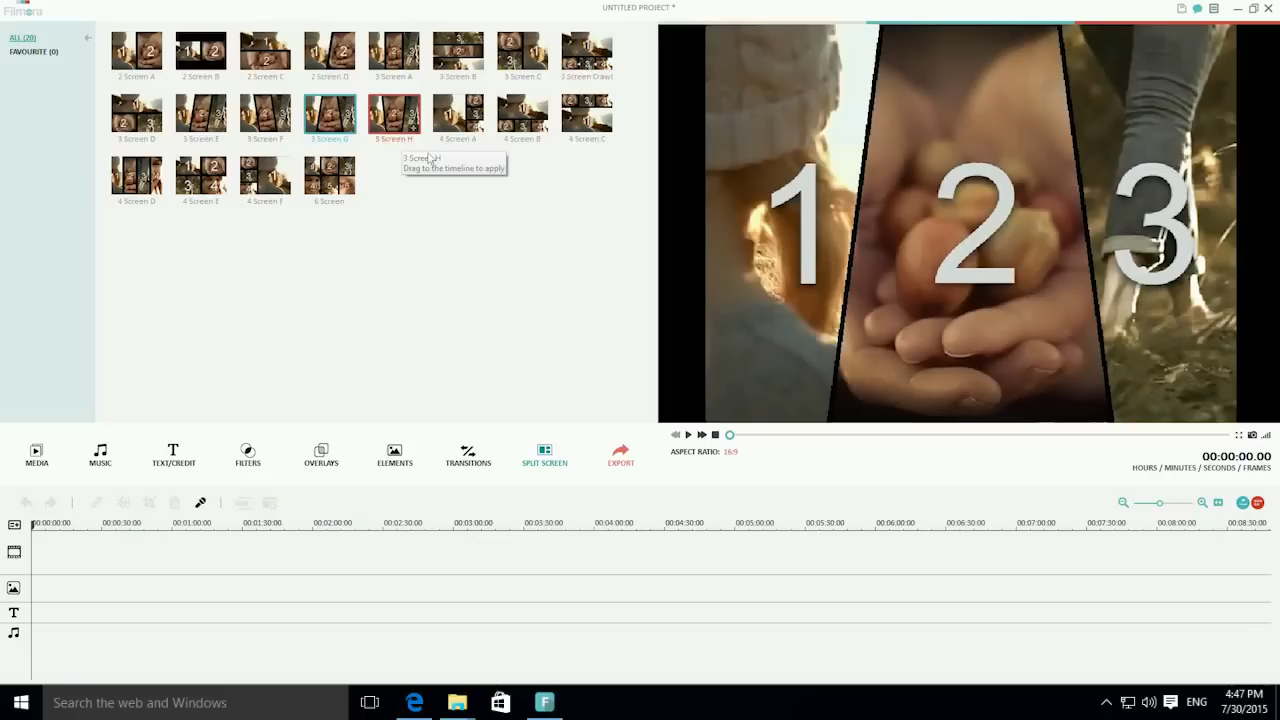 Filmora
UNTITLED PROJECT *
ALL (20)
FAVOURITE (0)
2 Screen A
2 Screen B
2 Screen C
2 Screen D
3 Screen A
3 Screen B
3 Screen C
3 Screen Crawl
3 Screen D
3 Screen E
3 Screen F
3 Screen G
3 Screen H
4 Screen A
4 Screen B
4 Screen C
3 Screen H
Drag to the timeline to apply
4 Screen D
4 Screen E
4 Screen F
6 Screen
1 2 3
MEDIA
MUSIC
TEXT/CREDIT
FILTERS
OVERLAYS
ELEMENTS
TRANSITIONS
SPLIT SCREEN
EXPORT
ASPECT RATIO: 16:9
00:00:00.00
HOURS / MINUTES / SECONDS / FRAMES
00:00:00:00 00:00:30:00 00:01:00:00 00:01:30:00 00:02:00:00 00:02:30:00 00:03:00:00 00:03:30:00 00:04:00:00 00:04:30:00 00:05:00:00 00:05:30:00 00:06:00:00 00:06:30:00 00:07:00:00 00:07:30:00 00:08:00:00 00:08:30:00
T
Search the web and Windows
F
ENG
4:47 PM
7/30/2015